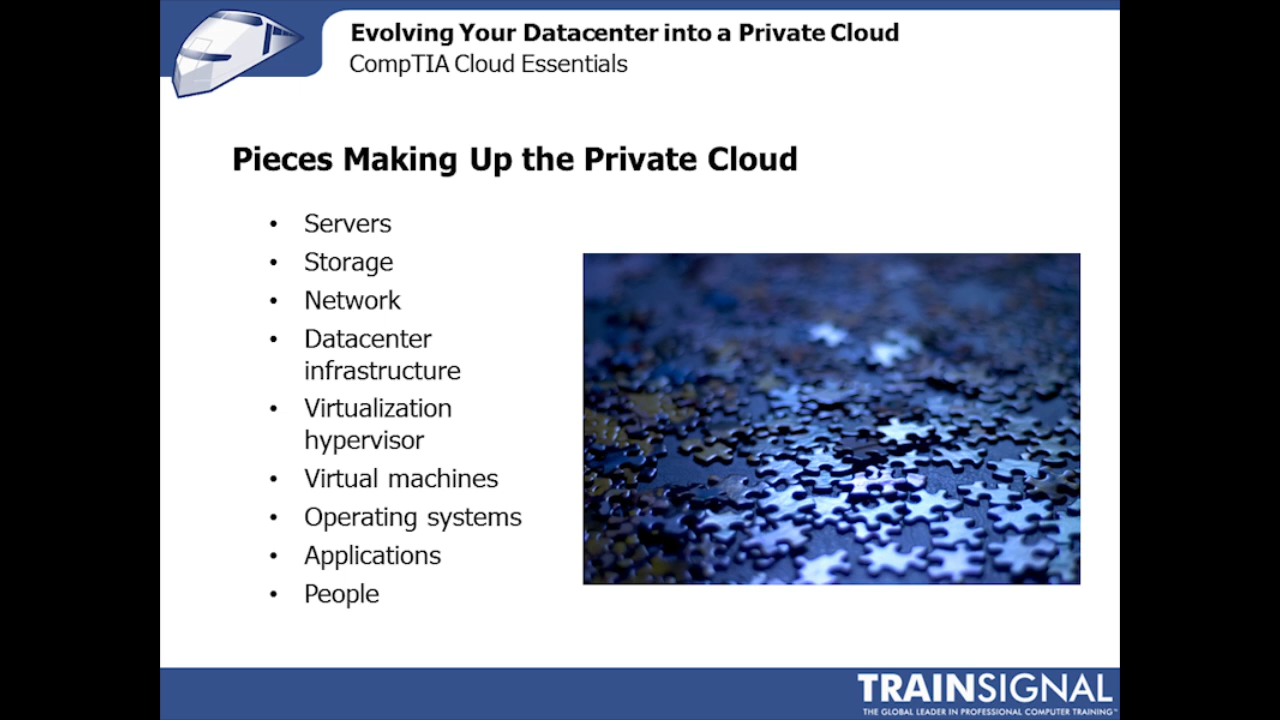 Evolving Your Datacenter into a Private Cloud
CompTIA Cloud Essentials
Pieces Making Up the Private Cloud
• Servers
• Storage
• Network
• Datacenter
infrastructure
• Virtualization
hypervisor
• Virtual machines
• Operating systems
• Applications
• People
TRAINSIGNAL
THE GLOBAL LEADER IN PROFESSIONAL COMPUTER TRAINING™